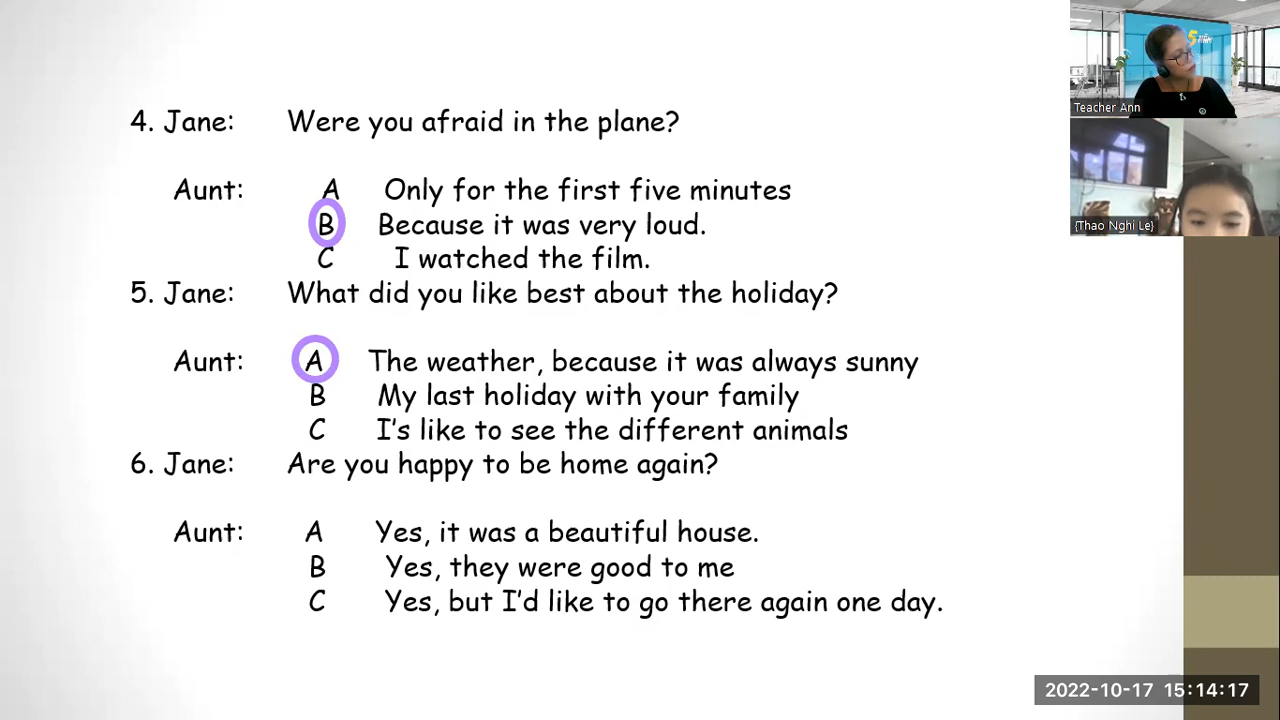 4. Jane: Were you afraid in the plane?
Aunt: A Only for the first five minutes
B Because it was very loud.
C I watched the film.
5. Jane: What did you like best about the holiday?
Aunt: A The weather, because it was always sunny
B My last holiday with your family
C I's like to see the different animals
6. Jane: Are you happy to be home again?
Aunt: A Yes, it was a beautiful house.
B Yes, they were good to me
C Yes, but I'd like to go there again one day.
Teacher Ann
{Thao Nghi Le}
2022-10-17 15:14:17